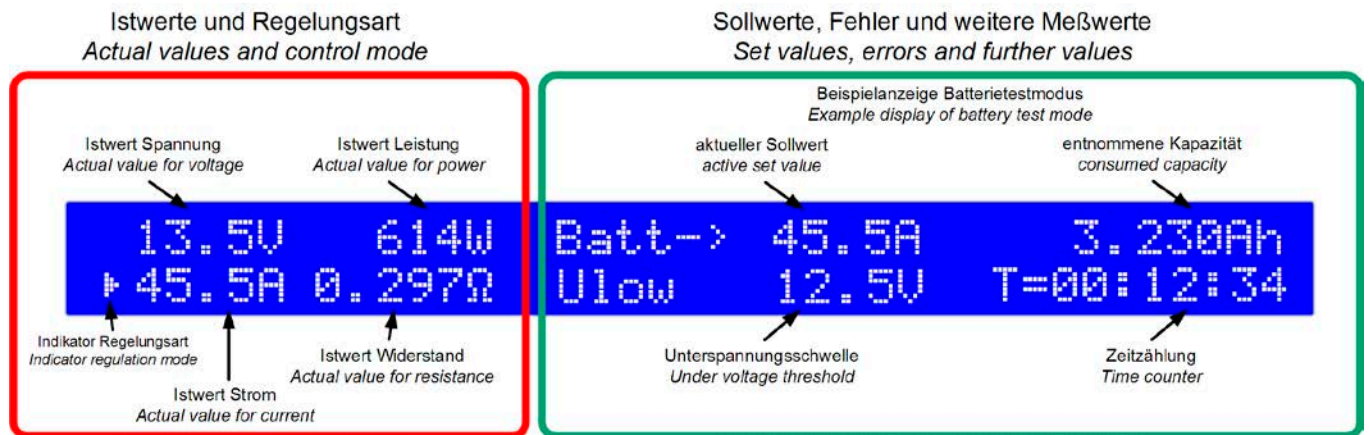 Istwerte und Regelungsart
Actual values and control mode
Sollwerte, Fehler und weitere Meßwerte
Set values, errors and further values
Beispielanzeige Batterietestmodus
Example display of battery test mode
Istwert Spannung
Actual value for voltage
Istwert Leistung
Actual value for power
aktueller Sollwert
active set value
entnommene Kapazität
consumed capacity
13.5V 614W Batt-> 45.5A 3.230Ah
45.5A 0.297Ω Ulow 12.5V T=00:12:34
Indikator Regelungsart
Indicator regulation mode
Istwert Strom
Actual value for current
Istwert Widerstand
Actual value for resistance
Unterspannungsschwelle
Under voltage threshold
Zeitzählung
Time counter